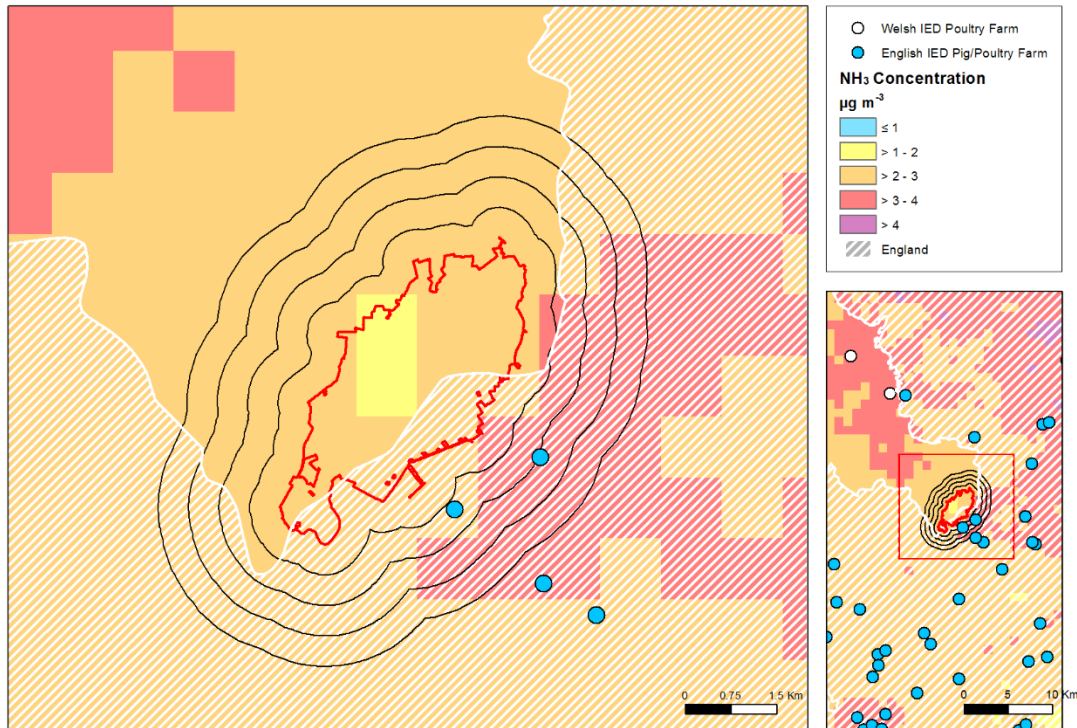 Welsh IED Poultry Farm
English IED Pig/Poultry Farm
NH₃ Concentration
µg m⁻³
≤ 1
> 1 - 2
> 2 - 3
> 3 - 4
> 4
England
0 0.75 1.5 Km
0 5 10 Km